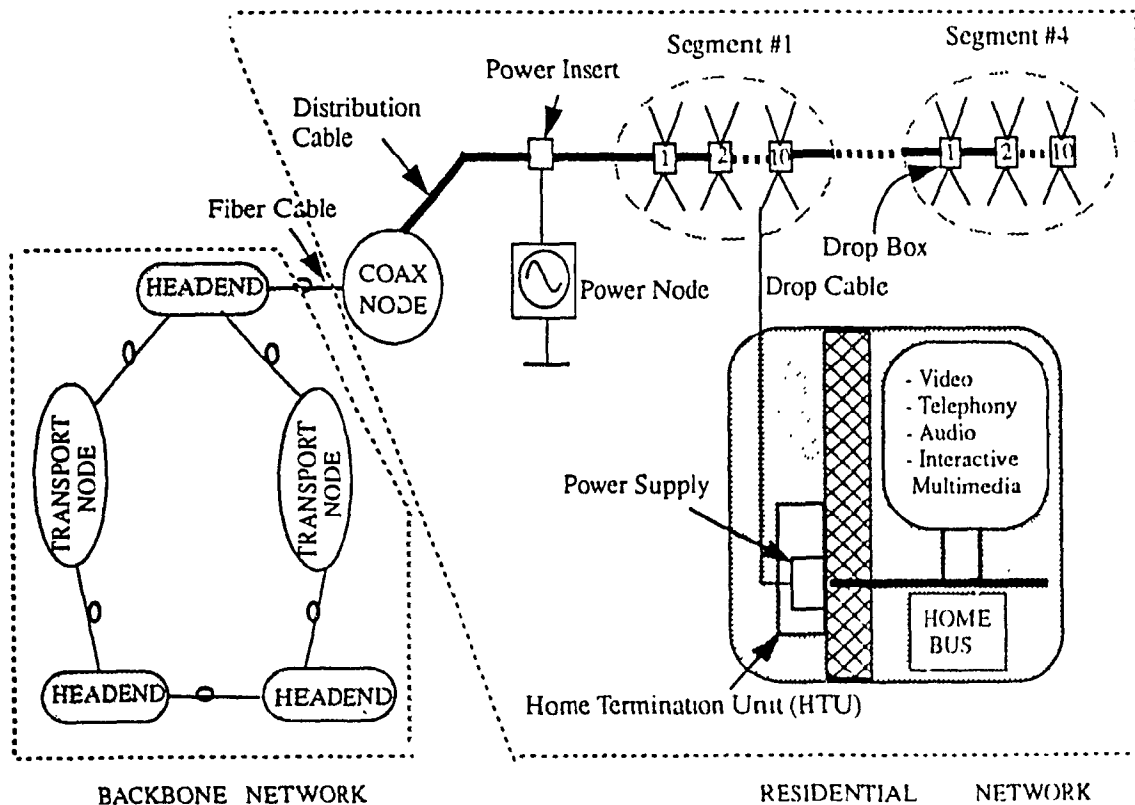 Segment #1
Segment #4
Power Insert
Distribution
Cable
1
2
10
1
2
10
Fiber Cable
Drop Box
HEADEND
COAX
NODE
Power Node
Drop Cable
TRANSPORT
NODE
TRANSPORT
NODE
- Video
- Telephony
- Audio
- Interactive
Multimedia
Power Supply
HOME
BUS
HEADEND
HEADEND
Home Termination Unit (HTU)
BACKBONE NETWORK
RESIDENTIAL NETWORK